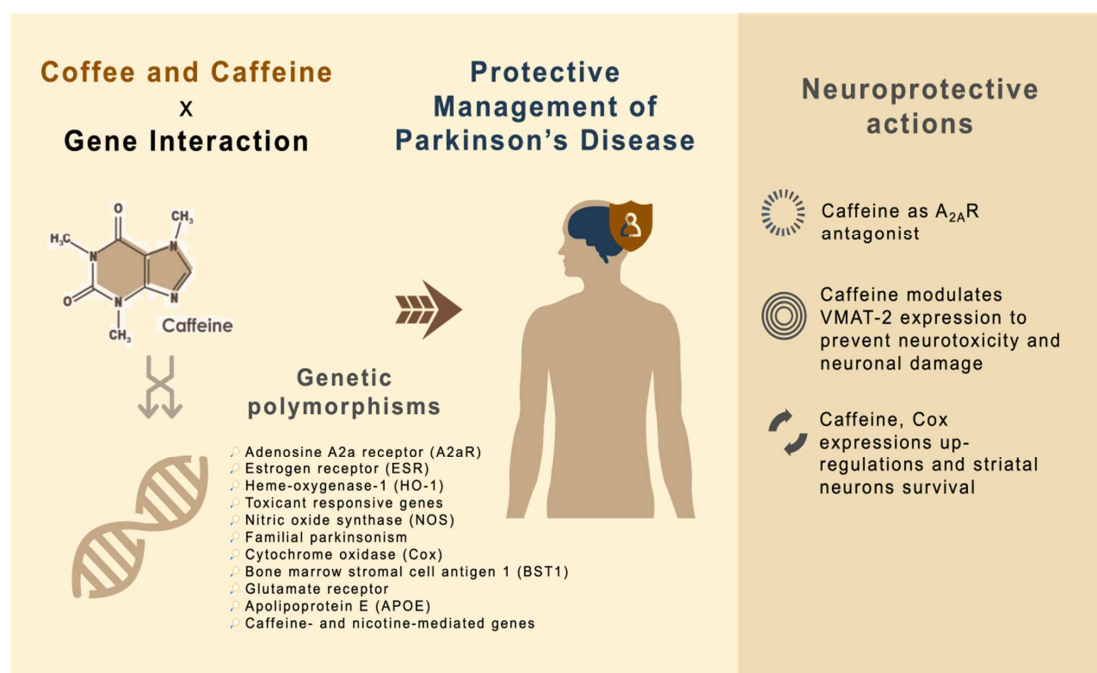 Coffee and Caffeine
x
Gene Interaction
Protective
Management of
Parkinson's Disease
Neuroprotective
actions
O
CH₃
H₃C
N
N
O
N
N
CH₃
Caffeine
Genetic
polymorphisms
Adenosine A2a receptor (A2aR)
Estrogen receptor (ESR)
Heme-oxygenase-1 (HO-1)
Toxicant responsive genes
Nitric oxide synthase (NOS)
Familial parkinsonism
Cytochrome oxidase (Cox)
Bone marrow stromal cell antigen 1 (BST1)
Glutamate receptor
Apolipoprotein E (APOE)
Caffeine- and nicotine-mediated genes
Caffeine as A₂ₐR
antagonist
Caffeine modulates
VMAT-2 expression to
prevent neurotoxicity and
neuronal damage
Caffeine, Cox
expressions up-
regulations and striatal
neurons survival